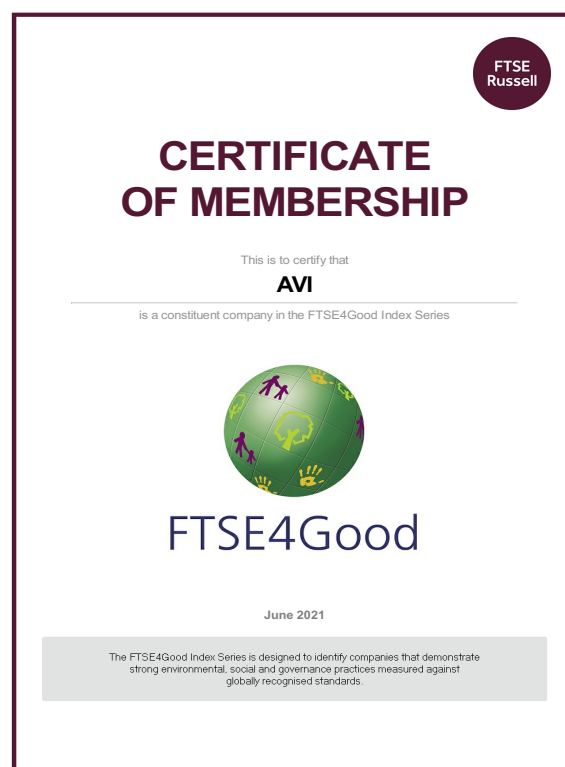 FTSE
Russell
CERTIFICATE
OF MEMBERSHIP
This is to certify that
AVI
is a constituent company in the FTSE4Good Index Series
FTSE4Good
June 2021
The FTSE4Good Index Series is designed to identify companies that demonstrate
strong environmental, social and governance practices measured against
globally recognised standards.